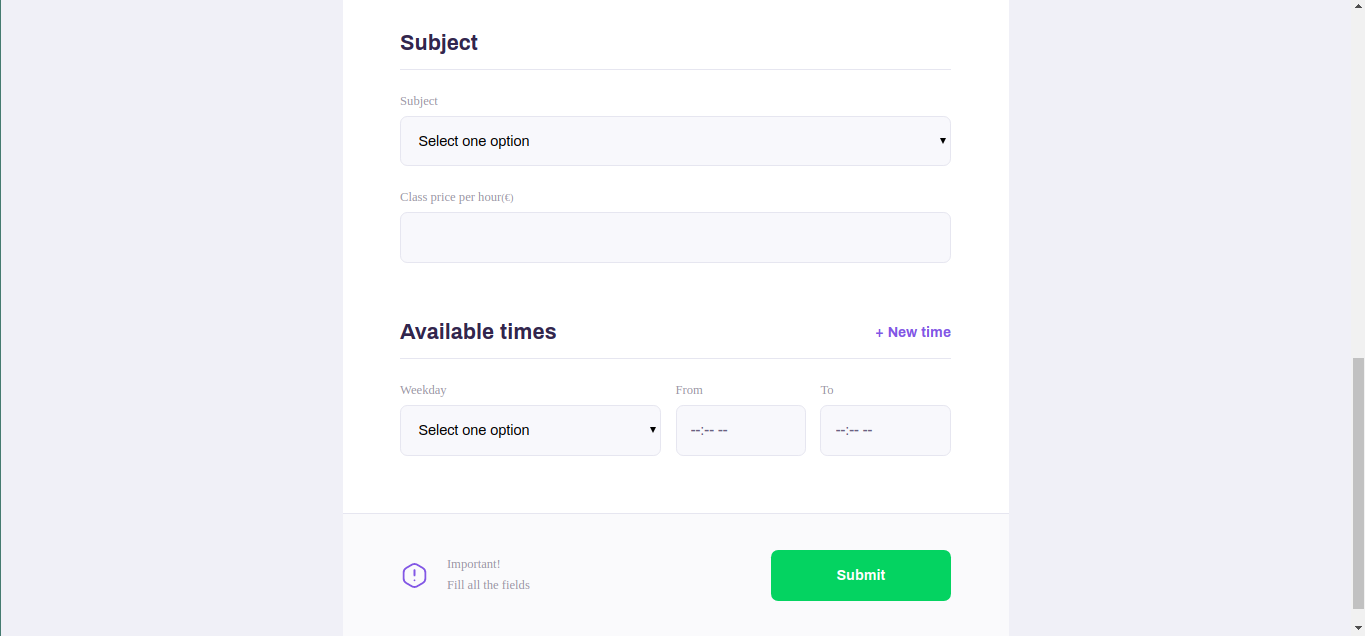 Subject
Subject
Select one option
Class price per hour(€)
Available times
+ New time
Weekday
From
To
Select one option
--:-- --
--:-- --
Important!
Fill all the fields
Submit